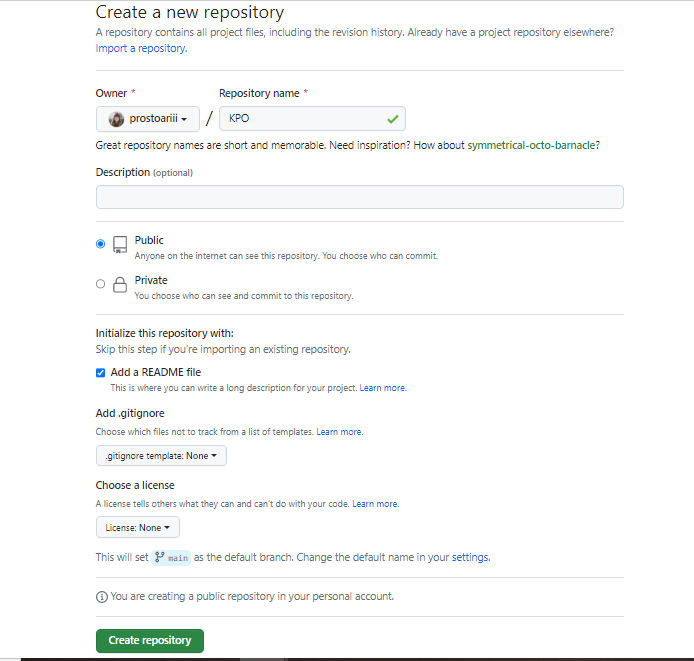 Create a new repository
A repository contains all project files, including the revision history. Already have a project repository elsewhere?
Import a repository.
Owner * Repository name *
prostoariii / KPO
Great repository names are short and memorable. Need inspiration? How about symmetrical-octo-barnacle?
Description (optional)
Public
Anyone on the internet can see this repository. You choose who can commit.
Private
You choose who can see and commit to this repository.
Initialize this repository with:
Skip this step if you're importing an existing repository.
Add a README file
This is where you can write a long description for your project. Learn more.
Add .gitignore
Choose which files not to track from a list of templates. Learn more.
.gitignore template: None
Choose a license
A license tells others what they can and can't do with your code. Learn more.
License: None
This will set main as the default branch. Change the default name in your settings.
You are creating a public repository in your personal account.
Create repository